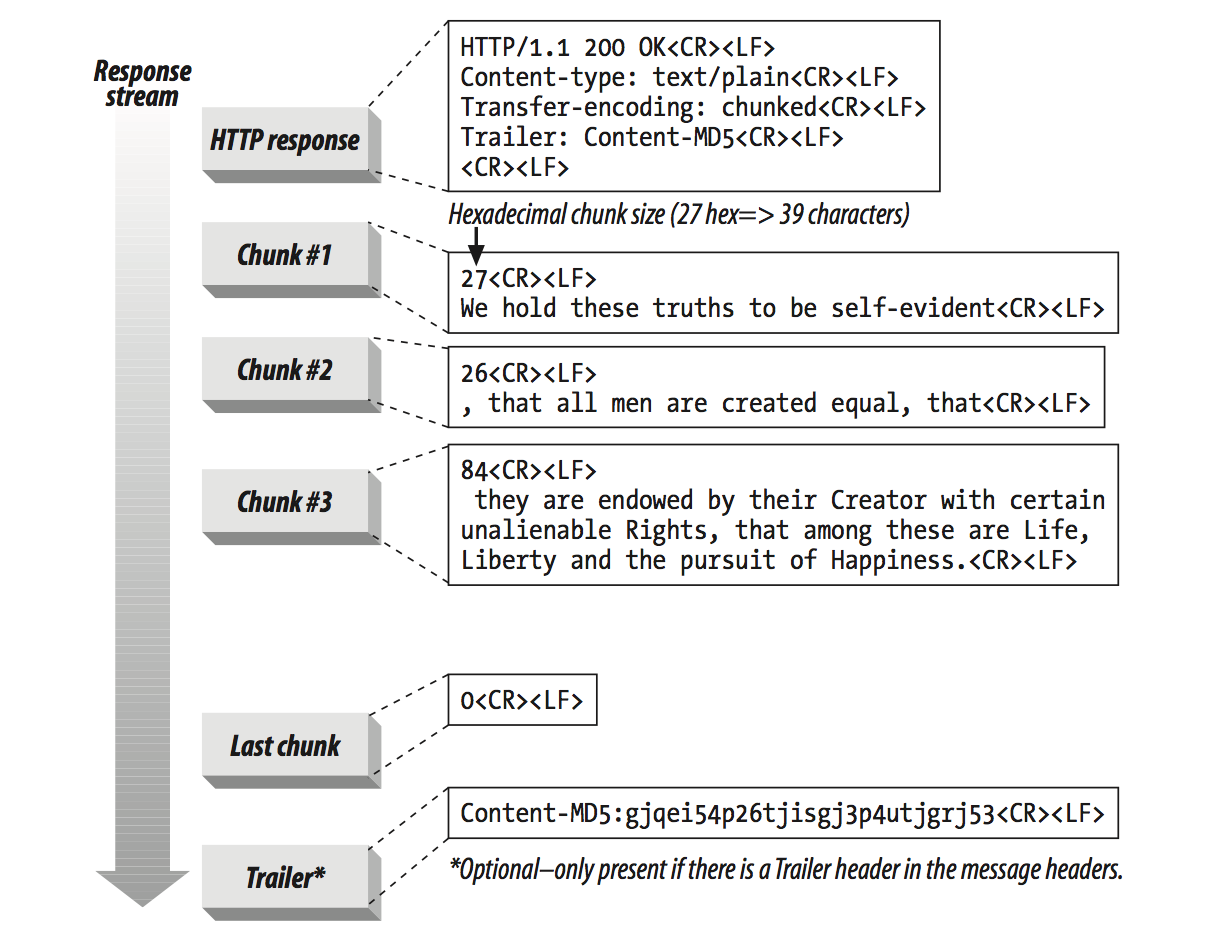 Response
stream
HTTP response
HTTP/1.1 200 OK<CR><LF>
Content-type: text/plain<CR><LF>
Transfer-encoding: chunked<CR><LF>
Trailer: Content-MD5<CR><LF>
<CR><LF>
Hexadecimal chunk size (27 hex=> 39 characters)
Chunk #1
27<CR><LF>
We hold these truths to be self-evident<CR><LF>
Chunk #2
26<CR><LF>
, that all men are created equal, that<CR><LF>
Chunk #3
84<CR><LF>
they are endowed by their Creator with certain
unalienable Rights, that among these are Life,
Liberty and the pursuit of Happiness.<CR><LF>
Last chunk
0<CR><LF>
Trailer*
Content-MD5:gjqei54p26tjisgj3p4utjgrj53<CR><LF>
*Optional–only present if there is a Trailer header in the message headers.